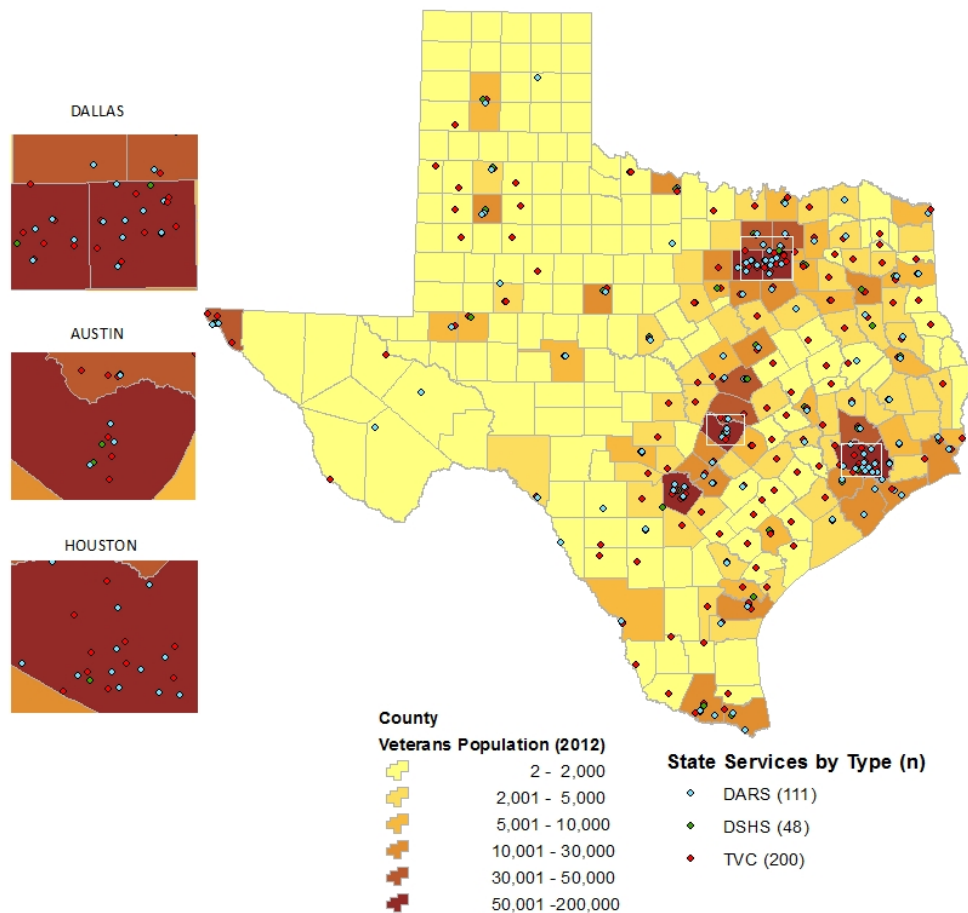 DALLAS
AUSTIN
HOUSTON
County
Veterans Population (2012)
2 - 2,000
2,001 - 5,000
5,001 - 10,000
10,001 - 30,000
30,001 - 50,000
50,001 -200,000
State Services by Type (n)
DARS (111)
DSHS (48)
TVC (200)